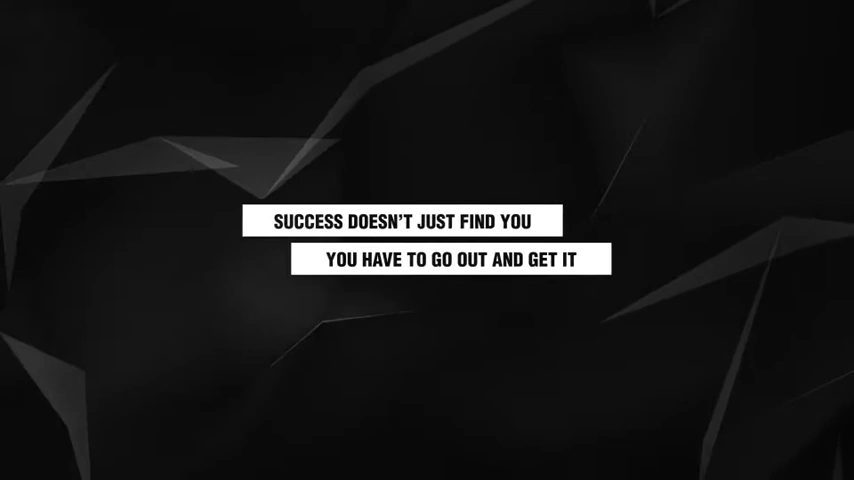 SUCCESS DOESN’T JUST FIND YOU
YOU HAVE TO GO OUT AND GET IT